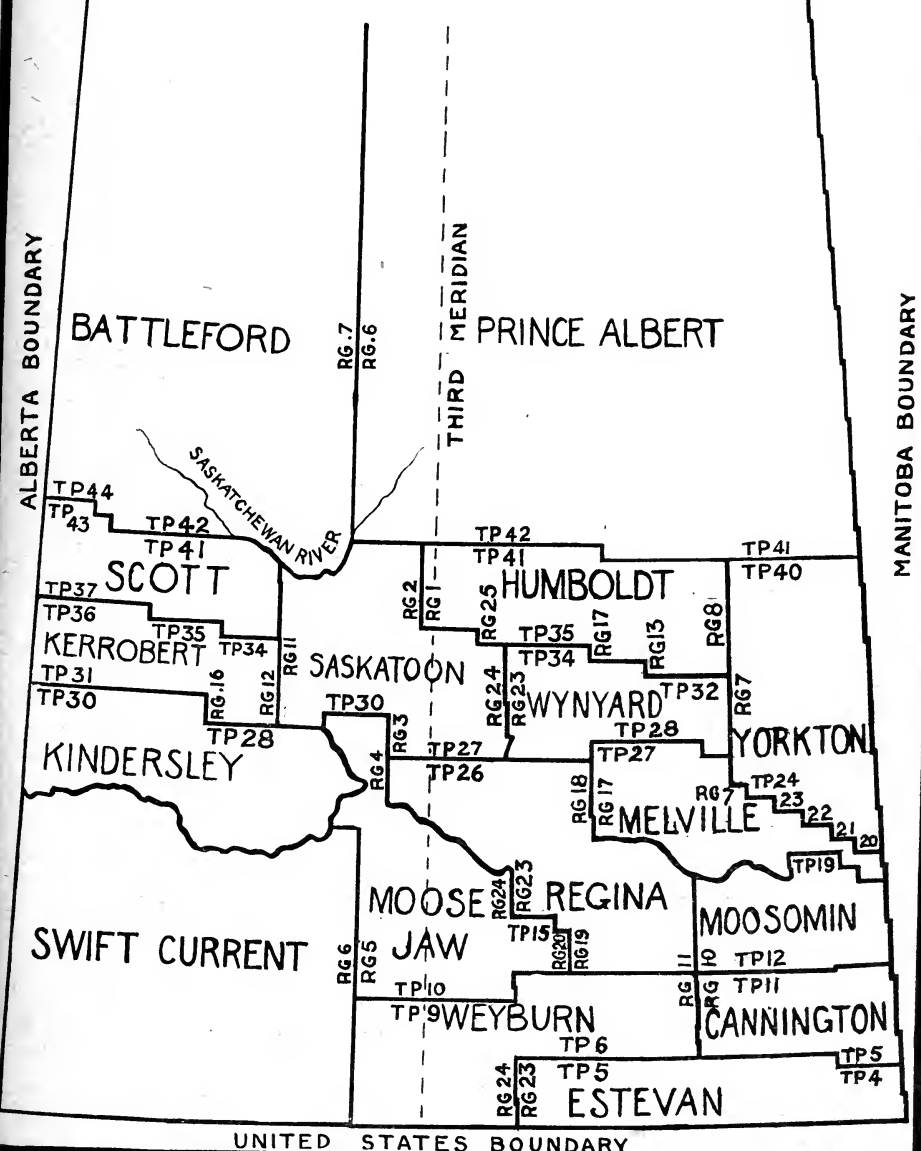 ALBERTA BOUNDARY
MANITOBA BOUNDARY
THIRD MERIDIAN
BATTLEFORD
RG.7
RG.6
PRINCE ALBERT
SASKATCHEWAN RIVER
TP44
TP
43
TP42
TP41
TP42
TP41
TP41
TP40
SCOTT
HUMBOLDT
RG2
RG1
RG25
RG17
RG13
RG8
RG7
TP37
TP36
TP35
TP34
TP35
TP34
TP32
KERROBERT
RG11
RG12
SASKATOON
RG24
RG23
WYNYARD
TP31
TP30
RG.16
TP28
TP30
RG3
RG4
TP27
TP26
TP28
TP27
YORKTON
KINDERSLEY
RG18
RG17
RG7
TP24
23
22
21
20
MELVILLE
TP19
MOOSE
JAW
RG24
RG23
REGINA
TP15
RG20
RG19
MOOSOMIN
SWIFT CURRENT
RG6
RG5
RG 11
RG 10
TP12
TP11
TP10
TP9
WEYBURN
CANNINGTON
TP6
TP5
TP5
TP4
RG24
RG23
ESTEVAN
UNITED STATES BOUNDARY